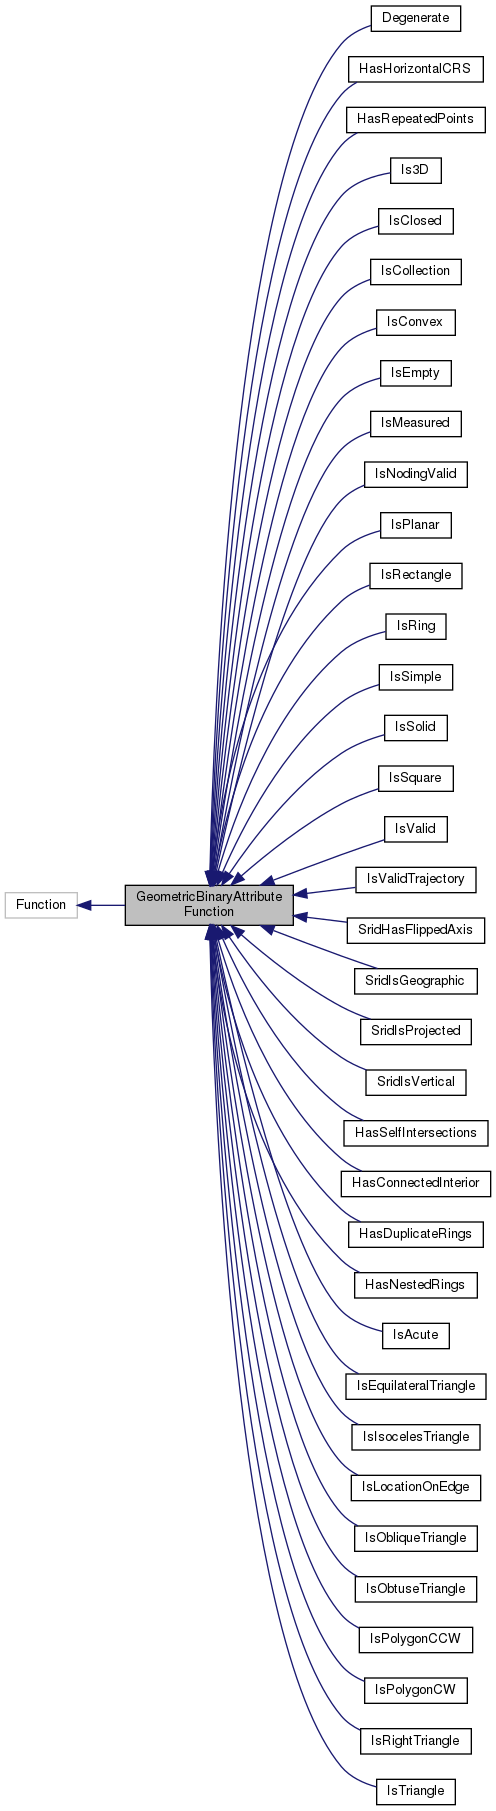 Degenerate
HasHorizontalCRS
HasRepeatedPoints
Is3D
IsClosed
IsCollection
IsConvex
IsEmpty
IsMeasured
IsNodingValid
IsPlanar
IsRectangle
IsRing
IsSimple
IsSolid
IsSquare
IsValid
IsValidTrajectory
Function
GeometricBinaryAttribute
Function
SridHasFlippedAxis
SridIsGeographic
SridIsProjected
SridIsVertical
HasSelfIntersections
HasConnectedInterior
HasDuplicateRings
HasNestedRings
IsAcute
IsEquilateralTriangle
IsIsocelesTriangle
IsLocationOnEdge
IsObliqueTriangle
IsObtuseTriangle
IsPolygonCCW
IsPolygonCW
IsRightTriangle
IsTriangle